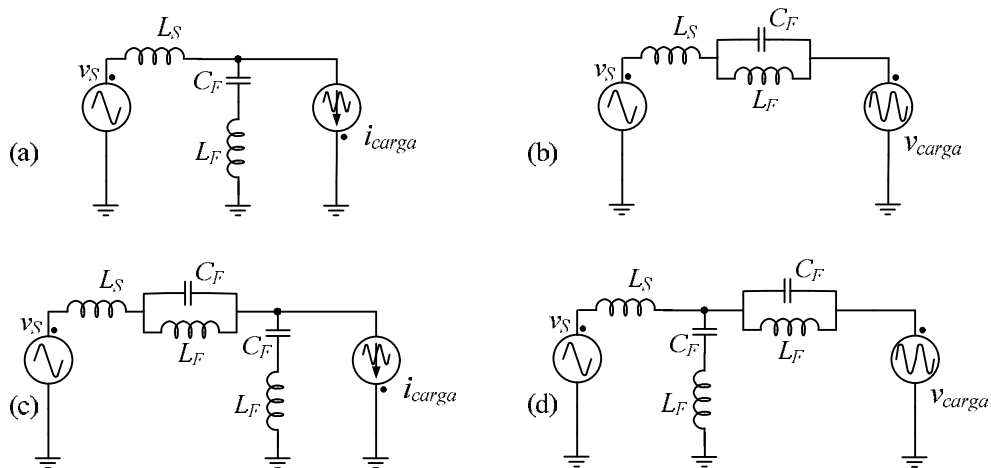 L_S
v_S
C_F
L_F
i_carga
(a)
L_S
C_F
v_S
L_F
v_carga
(b)
L_S
C_F
v_S
L_F
C_F
L_F
i_carga
(c)
L_S
C_F
v_S
C_F
L_F
L_F
v_carga
(d)